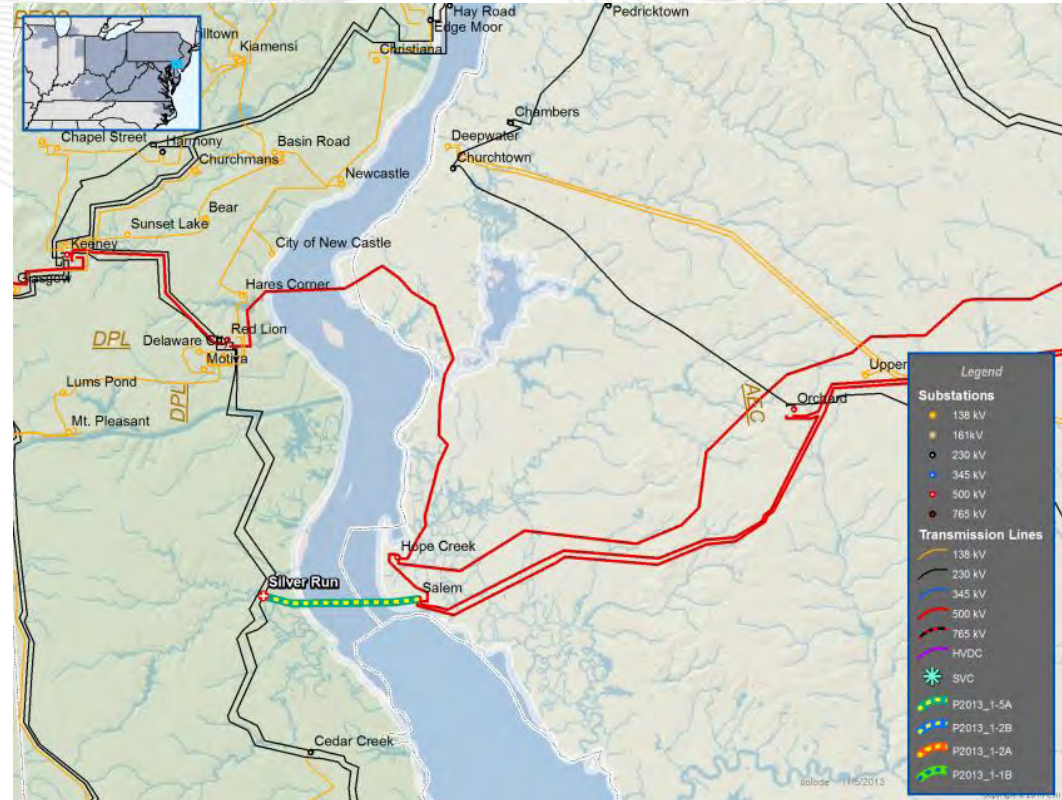 Hay Road
Pedricktown
Edge Moor
Christiana
Kiamensi
Chambers
Chapel Street
Harmony
Basin Road
Deepwater
Churchmans
Churchtown
Newcastle
Bear
Sunset Lake
Keeney
City of New Castle
Glasgow
Hares Corner
Red Lion
DPL
Delaware City
Motiva
Upper
Lums Pond
DPL
AEC
Orchard
Mt. Pleasant
Hope Creek
Silver Run
Salem
Cedar Creek
Legend
Substations
138 kV
161kV
230 kV
345 kV
500 kV
765 kV
Transmission Lines
138 kV
230 kV
345 kV
500 kV
765 kV
HVDC
SVC
P2013_1-5A
P2013_1-2B
P2013_1-2A
P2013_1-1B
11/5/2013